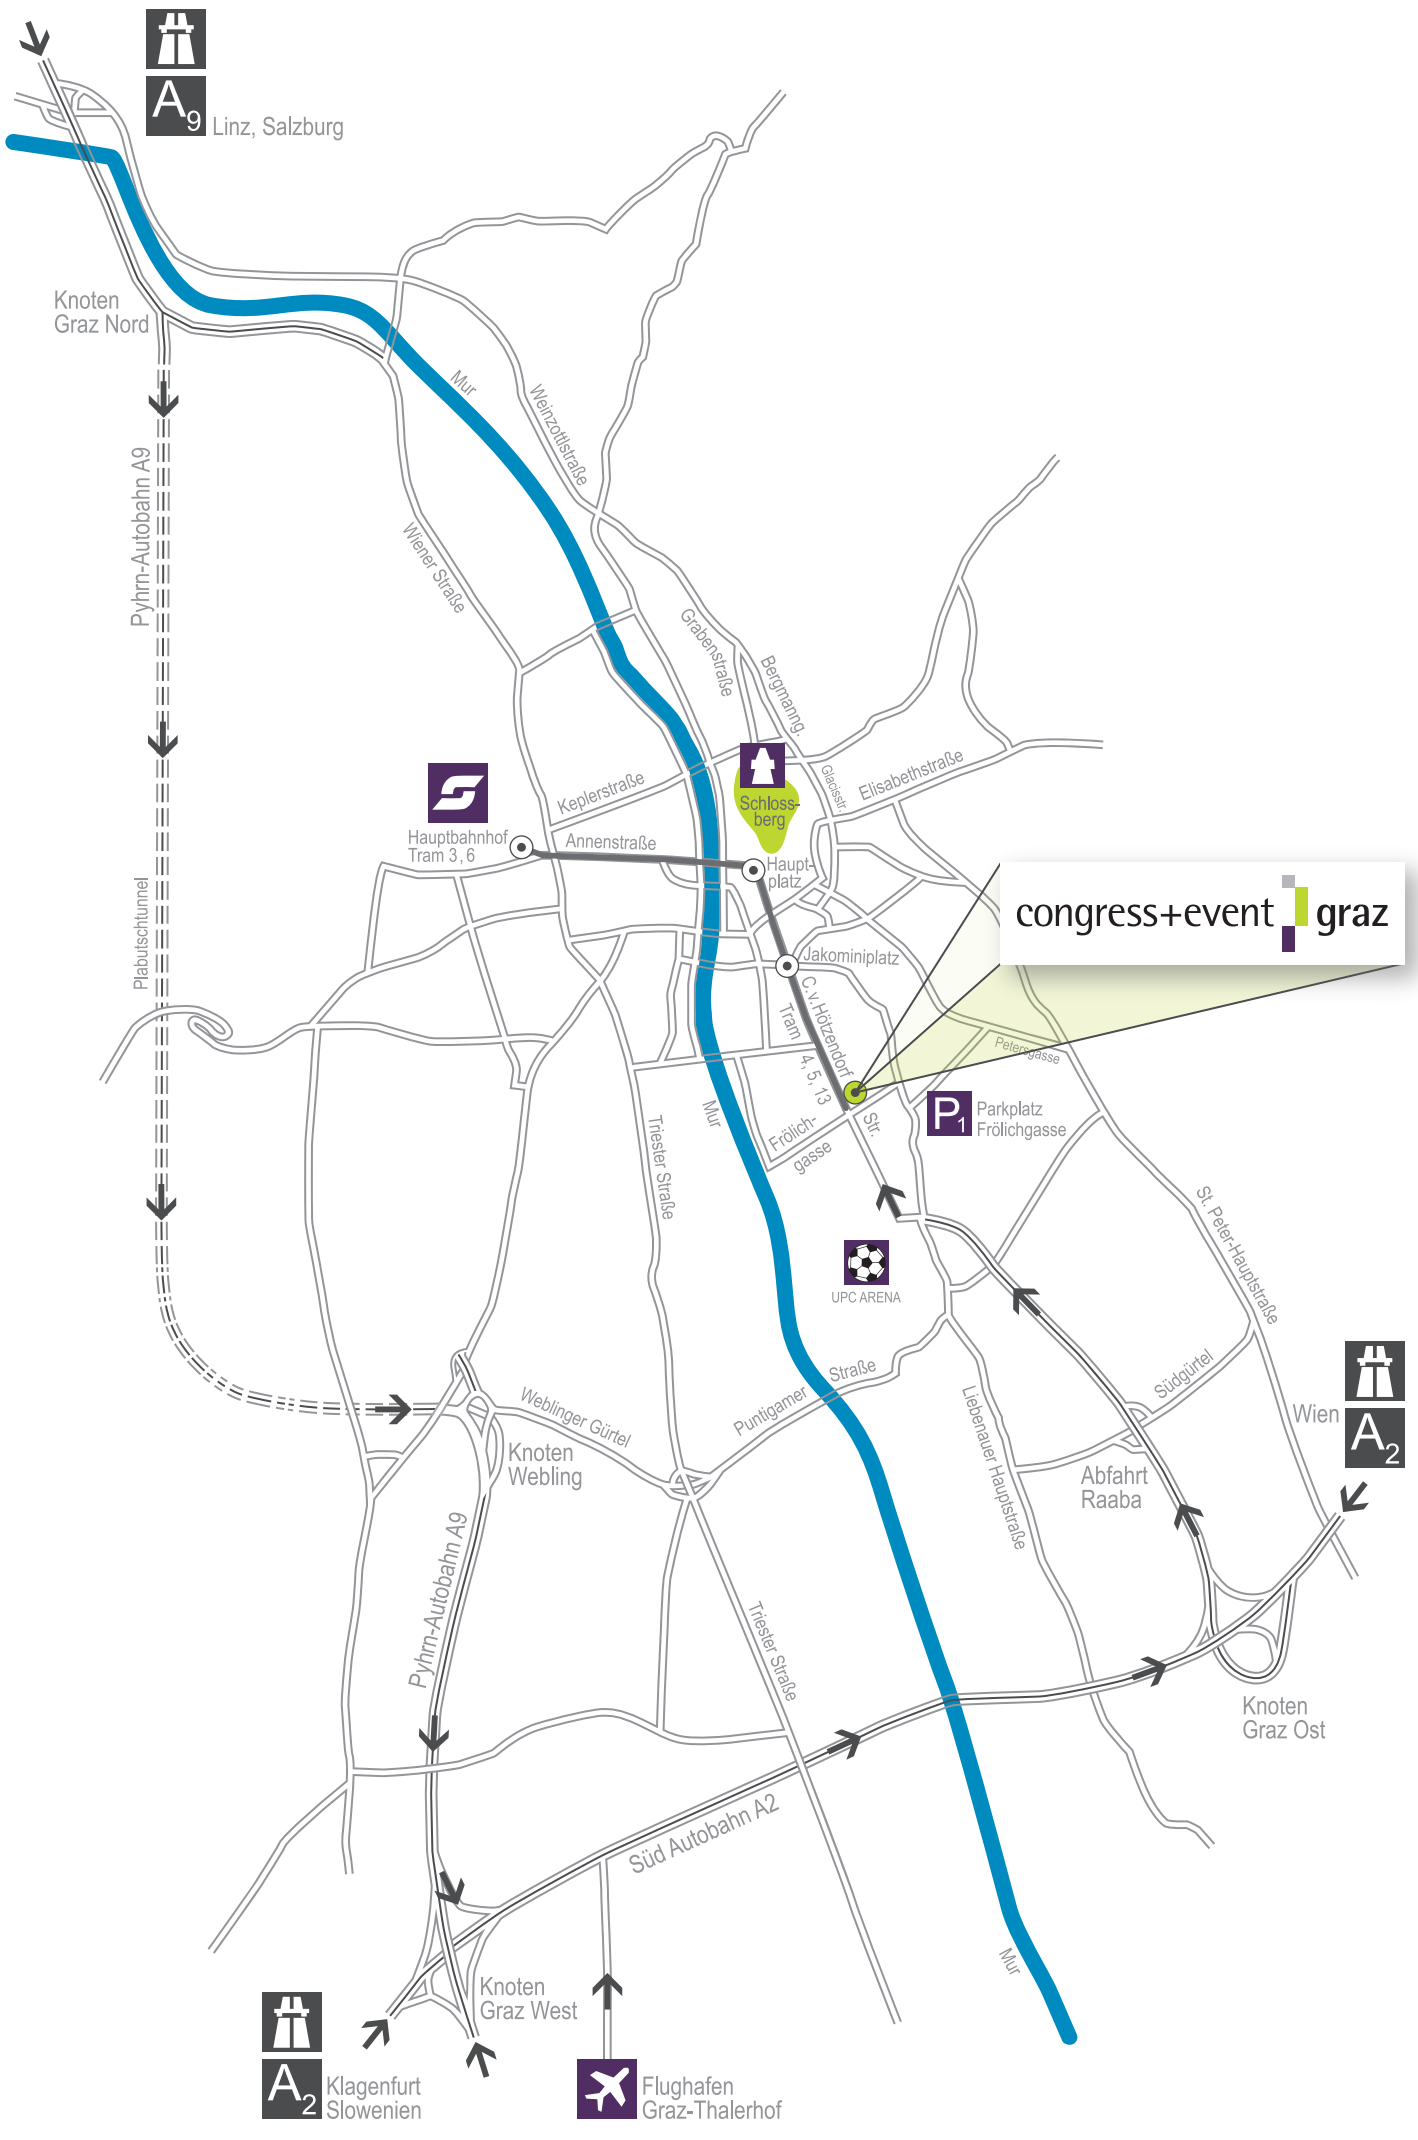 A9
Linz, Salzburg
Knoten
Graz Nord
Mur
Weinzottlstraße
Pyhrn-Autobahn A9
Wiener Straße
Grabenstraße
Bergmanng.
Keplerstraße
Schloss-
berg
Glacisstr.
Elisabethstraße
Hauptbahnhof
Tram 3, 6
Annenstraße
Haupt-
platz
congress+event graz
Plabutschtunnel
Jakominiplatz
C.v.Hötzendorf
Str.
Tram 4, 5, 13
Petersgasse
Mur
Triester Straße
Frölich-
gasse
P1
Parkplatz
Frölichgasse
St. Peter-Hauptstraße
UPC ARENA
Weblinger Gürtel
Puntigamer
Straße
Liebenauer Hauptstraße
Südgürtel
Wien
A2
Knoten
Webling
Abfahrt
Raaba
Pyhrn-Autobahn A9
Triester Straße
Knoten
Graz Ost
Süd Autobahn A2
Mur
Knoten
Graz West
A2
Klagenfurt
Slowenien
Flughafen
Graz-Thalerhof